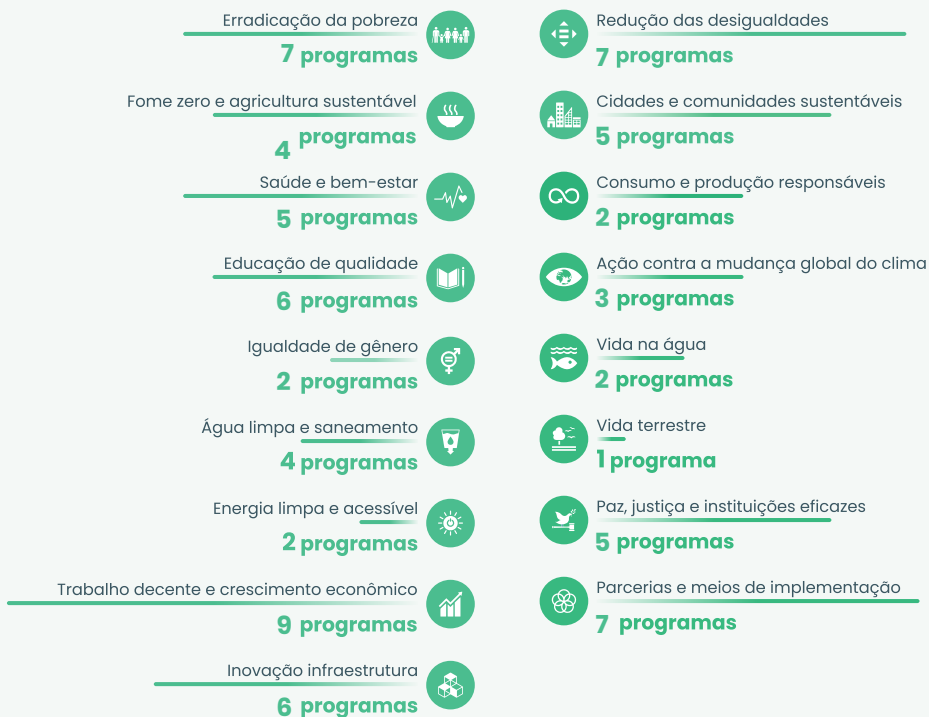 Erradicação da pobreza
7 programas
Fome zero e agricultura sustentável
4 programas
Saúde e bem-estar
5 programas
Educação de qualidade
6 programas
Igualdade de gênero
2 programas
Água limpa e saneamento
4 programas
Energia limpa e acessível
2 programas
Trabalho decente e crescimento econômico
9 programas
Inovação infraestrutura
6 programas
Redução das desigualdades
7 programas
Cidades e comunidades sustentáveis
5 programas
Consumo e produção responsáveis
2 programas
Ação contra a mudança global do clima
3 programas
Vida na água
2 programas
Vida terrestre
1 programa
Paz, justiça e instituições eficazes
5 programas
Parcerias e meios de implementação
7 programas